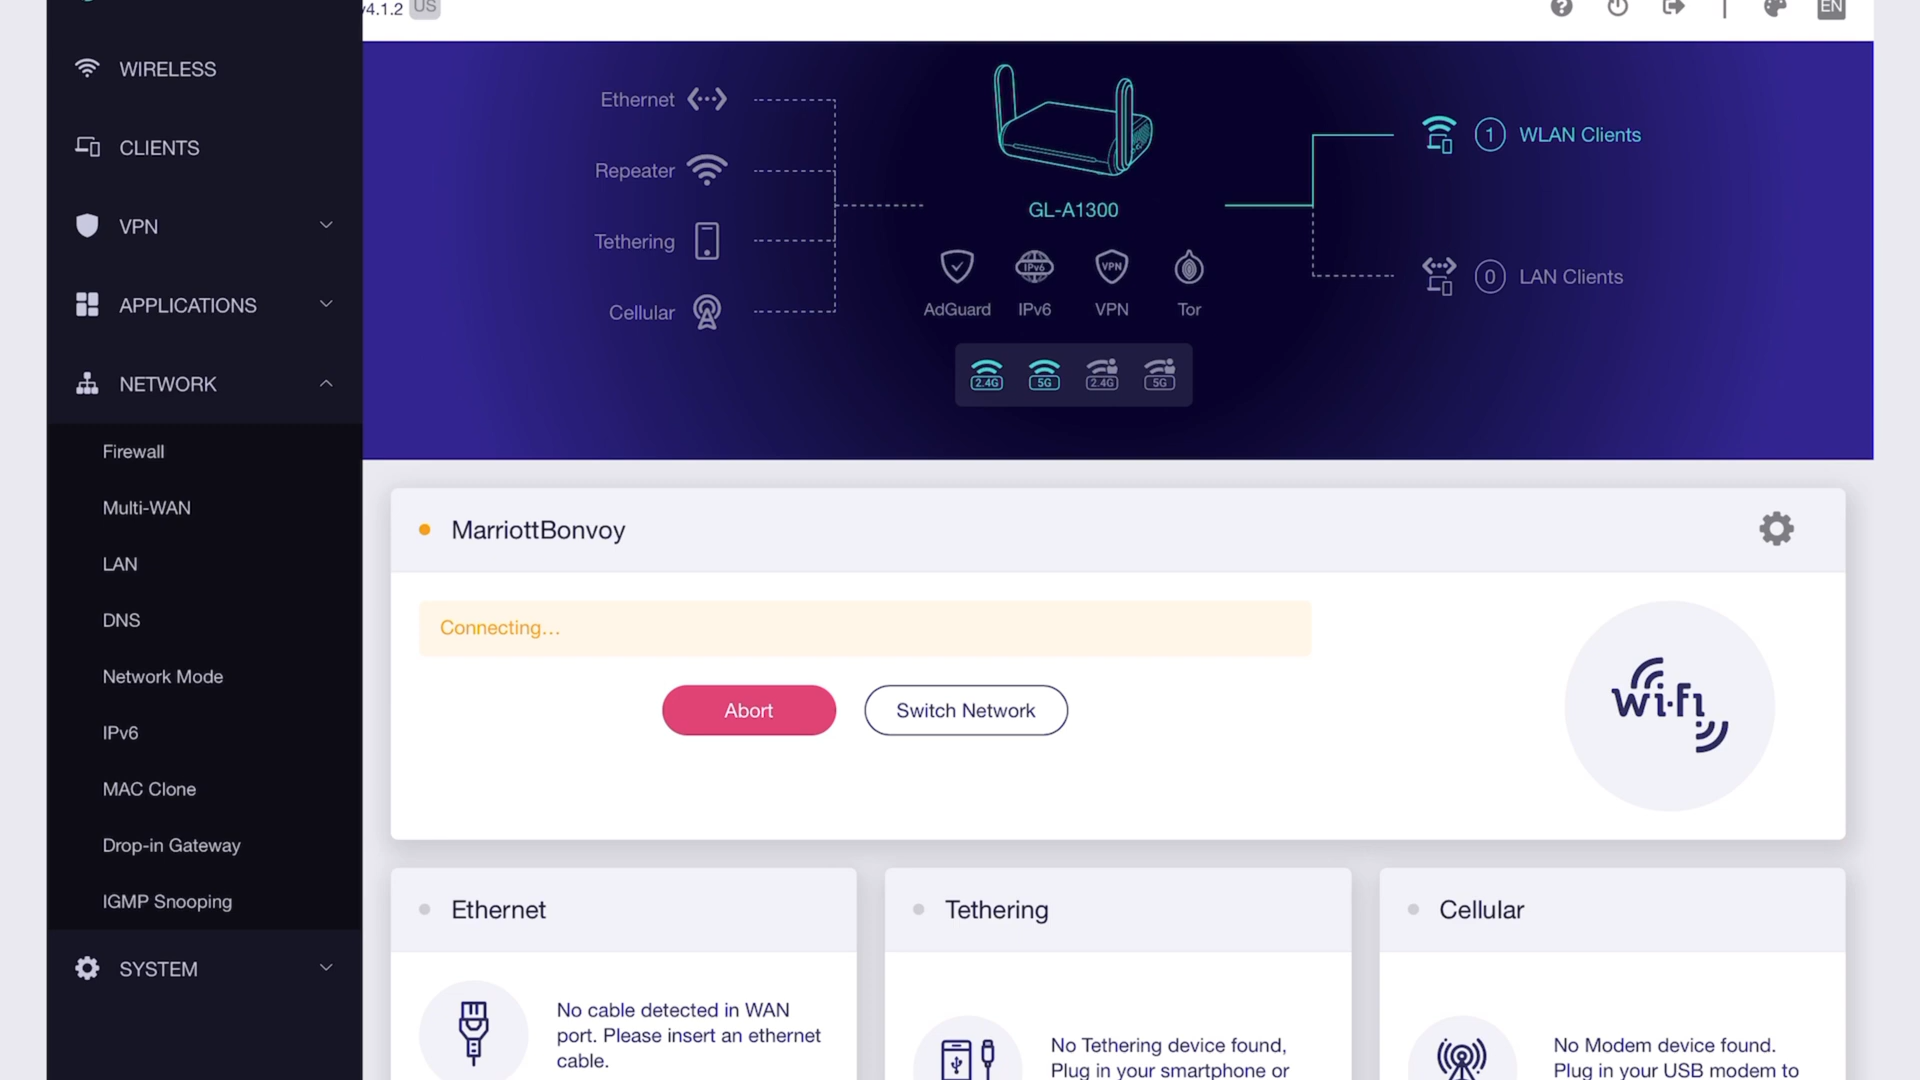 v4.1.2 US
EN
WIRELESS
CLIENTS
VPN
APPLICATIONS
NETWORK
Firewall
Multi-WAN
LAN
DNS
Network Mode
IPv6
MAC Clone
Drop-in Gateway
IGMP Snooping
SYSTEM
Ethernet
Repeater
Tethering
Cellular
GL-A1300
IPv6
VPN
AdGuard
IPv6
VPN
Tor
2.4G
5G
2.4G
5G
1 WLAN Clients
0 LAN Clients
MarriottBonvoy
Connecting...
Abort
Switch Network
Wi-Fi
Ethernet
No cable detected in WAN
port. Please insert an ethernet
cable.
Tethering
No Tethering device found,
Plug in your smartphone or
Cellular
No Modem device found.
Plug in your USB modem to